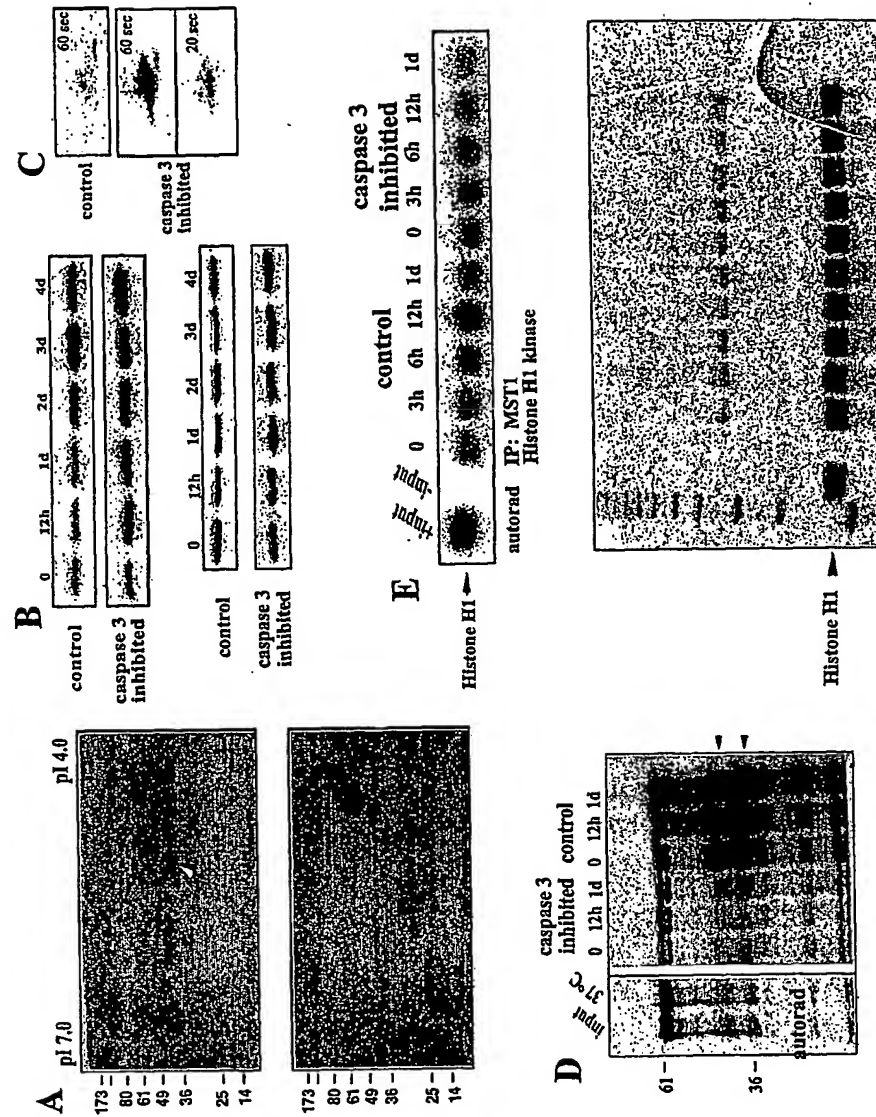 A
pI 7.0 pI 4.0
173
80
61
49
36
25
14
173
80
61
49
36
25
14
B
0 12h 1d 2d 3d 4d
control
caspase 3
inhibited
0 12h 1d 2d 3d 4d
control
caspase 3
inhibited
C
control
60 sec
caspase 3
inhibited
60 sec
20 sec
D
caspase 3
inhibited control
input 37°C 0 12h 1d 0 12h 1d
61
36
autorad
E
control caspase 3
inhibitied
+input -input 0 3h 6h 12h 1d 0 3h 6h 12h 1d
Histone H1
autorad IP: MST1
Histone H1 kinase
Histone H1